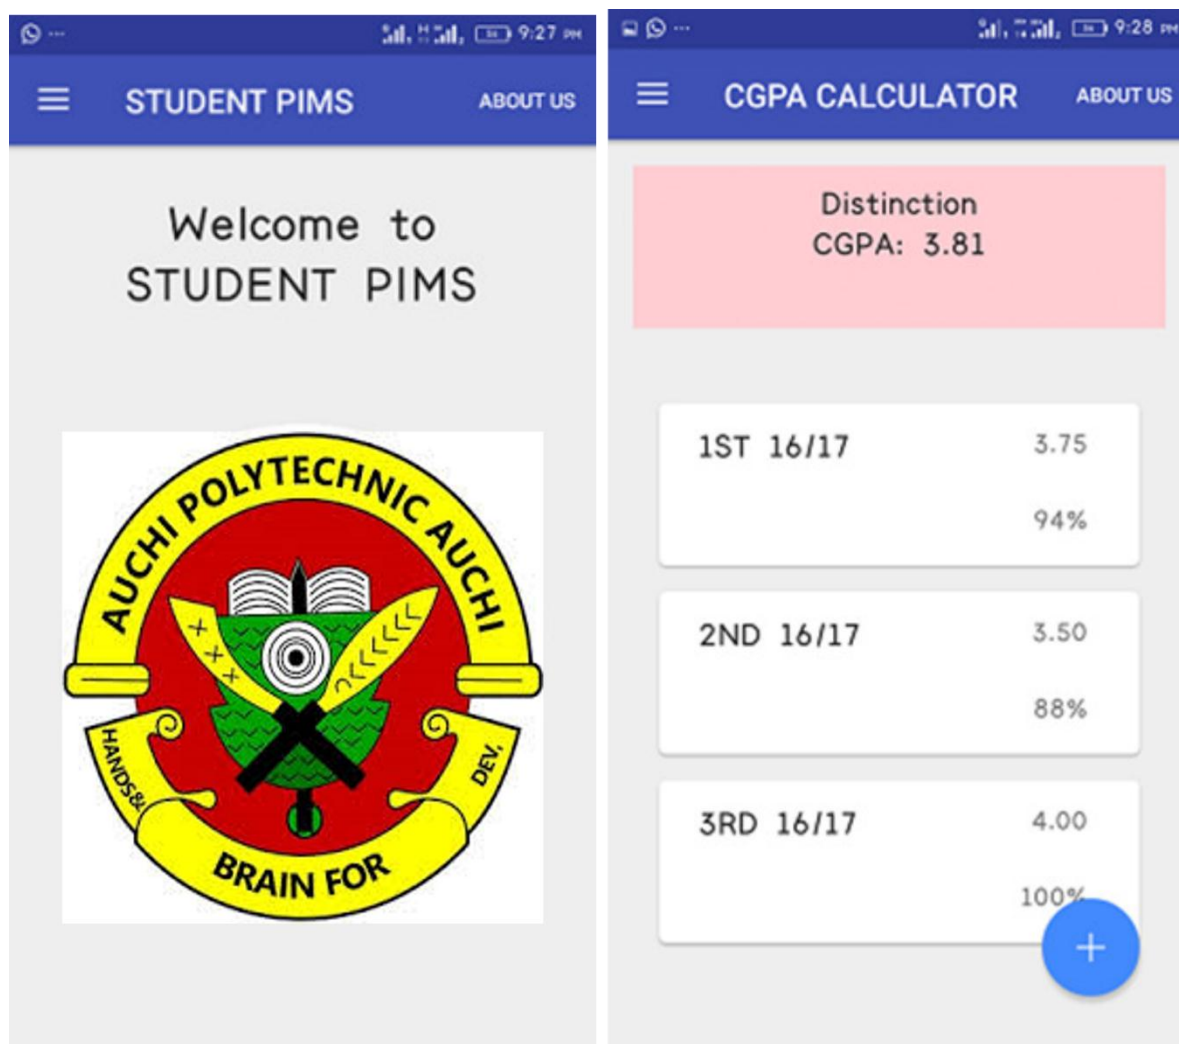 9:27 PM
STUDENT PIMS
ABOUT US
Welcome to
STUDENT PIMS
AUCHI POLYTECHNIC AUCHI
HANDS&
BRAIN FOR
DEV,
9:28 PM
CGPA CALCULATOR
ABOUT US
Distinction
CGPA: 3.81
1ST 16/17
3.75
94%
2ND 16/17
3.50
88%
3RD 16/17
4.00
100%